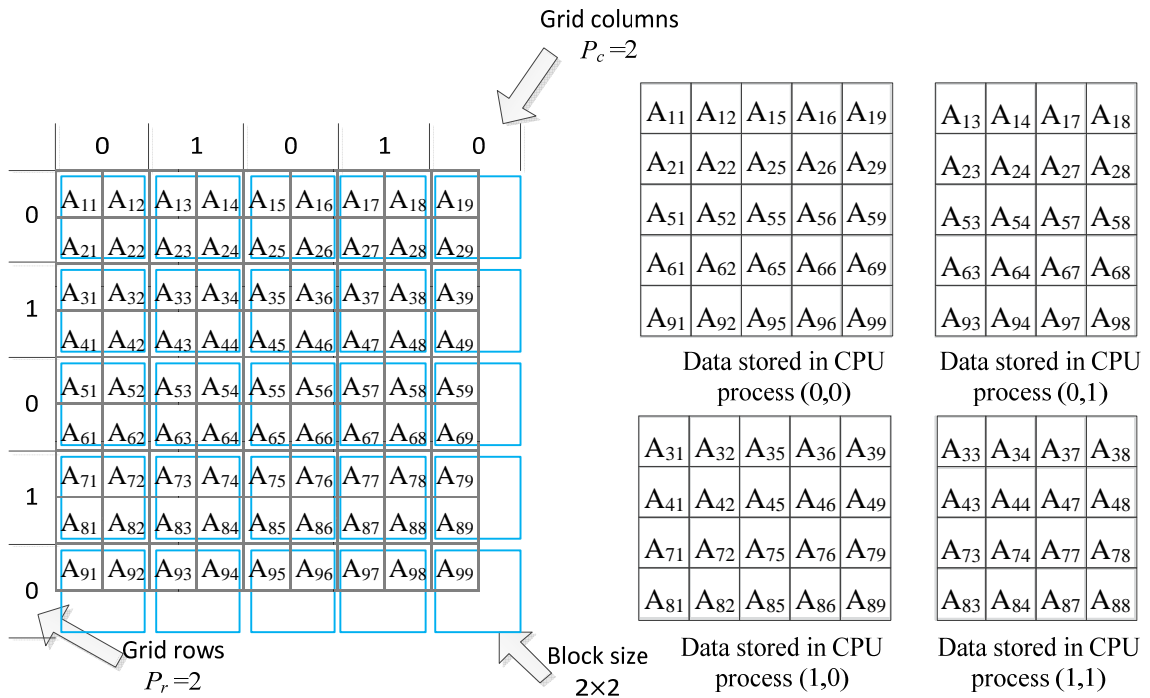 Grid columns
P_c =2
0 1 0 1 0
0
A11 A12 A13 A14 A15 A16 A17 A18 A19
A21 A22 A23 A24 A25 A26 A27 A28 A29
1
A31 A32 A33 A34 A35 A36 A37 A38 A39
A41 A42 A43 A44 A45 A46 A47 A48 A49
0
A51 A52 A53 A54 A55 A56 A57 A58 A59
A61 A62 A63 A64 A65 A66 A67 A68 A69
1
A71 A72 A73 A74 A75 A76 A77 A78 A79
A81 A82 A83 A84 A85 A86 A87 A88 A89
0
A91 A92 A93 A94 A95 A96 A97 A98 A99
Grid rows
P_r =2
Block size
2×2
A11 A12 A15 A16 A19
A21 A22 A25 A26 A29
A51 A52 A55 A56 A59
A61 A62 A65 A66 A69
A91 A92 A95 A96 A99
Data stored in CPU
process (0,0)
A13 A14 A17 A18
A23 A24 A27 A28
A53 A54 A57 A58
A63 A64 A67 A68
A93 A94 A97 A98
Data stored in CPU
process (0,1)
A31 A32 A35 A36 A39
A41 A42 A45 A46 A49
A71 A72 A75 A76 A79
A81 A82 A85 A86 A89
Data stored in CPU
process (1,0)
A33 A34 A37 A38
A43 A44 A47 A48
A73 A74 A77 A78
A83 A84 A87 A88
Data stored in CPU
process (1,1)